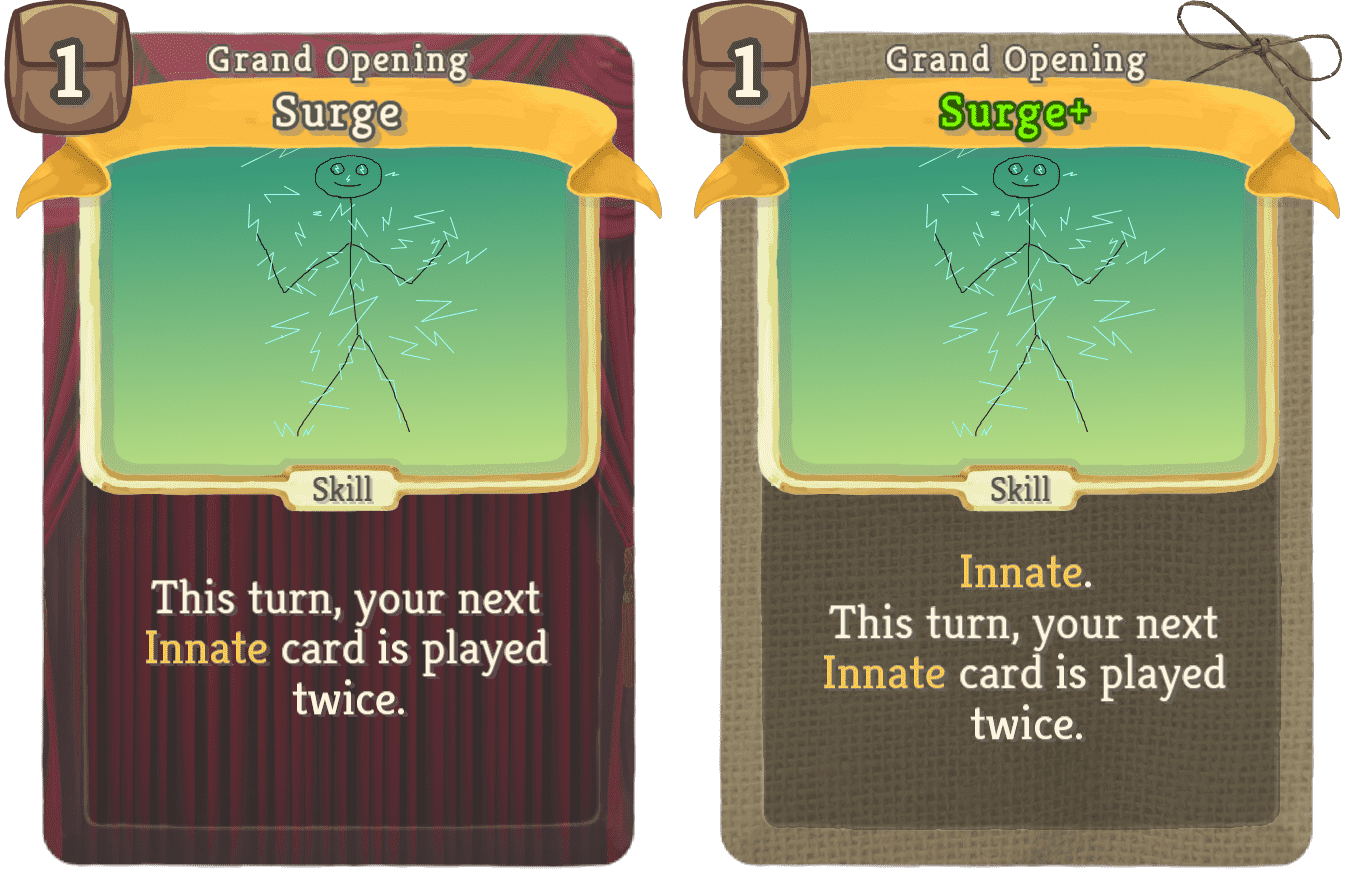 1
Grand Opening
Surge
Skill
This turn, your next
Innate card is played
twice.
1
Grand Opening
Surge+
Skill
Innate.
This turn, your next
Innate card is played
twice.